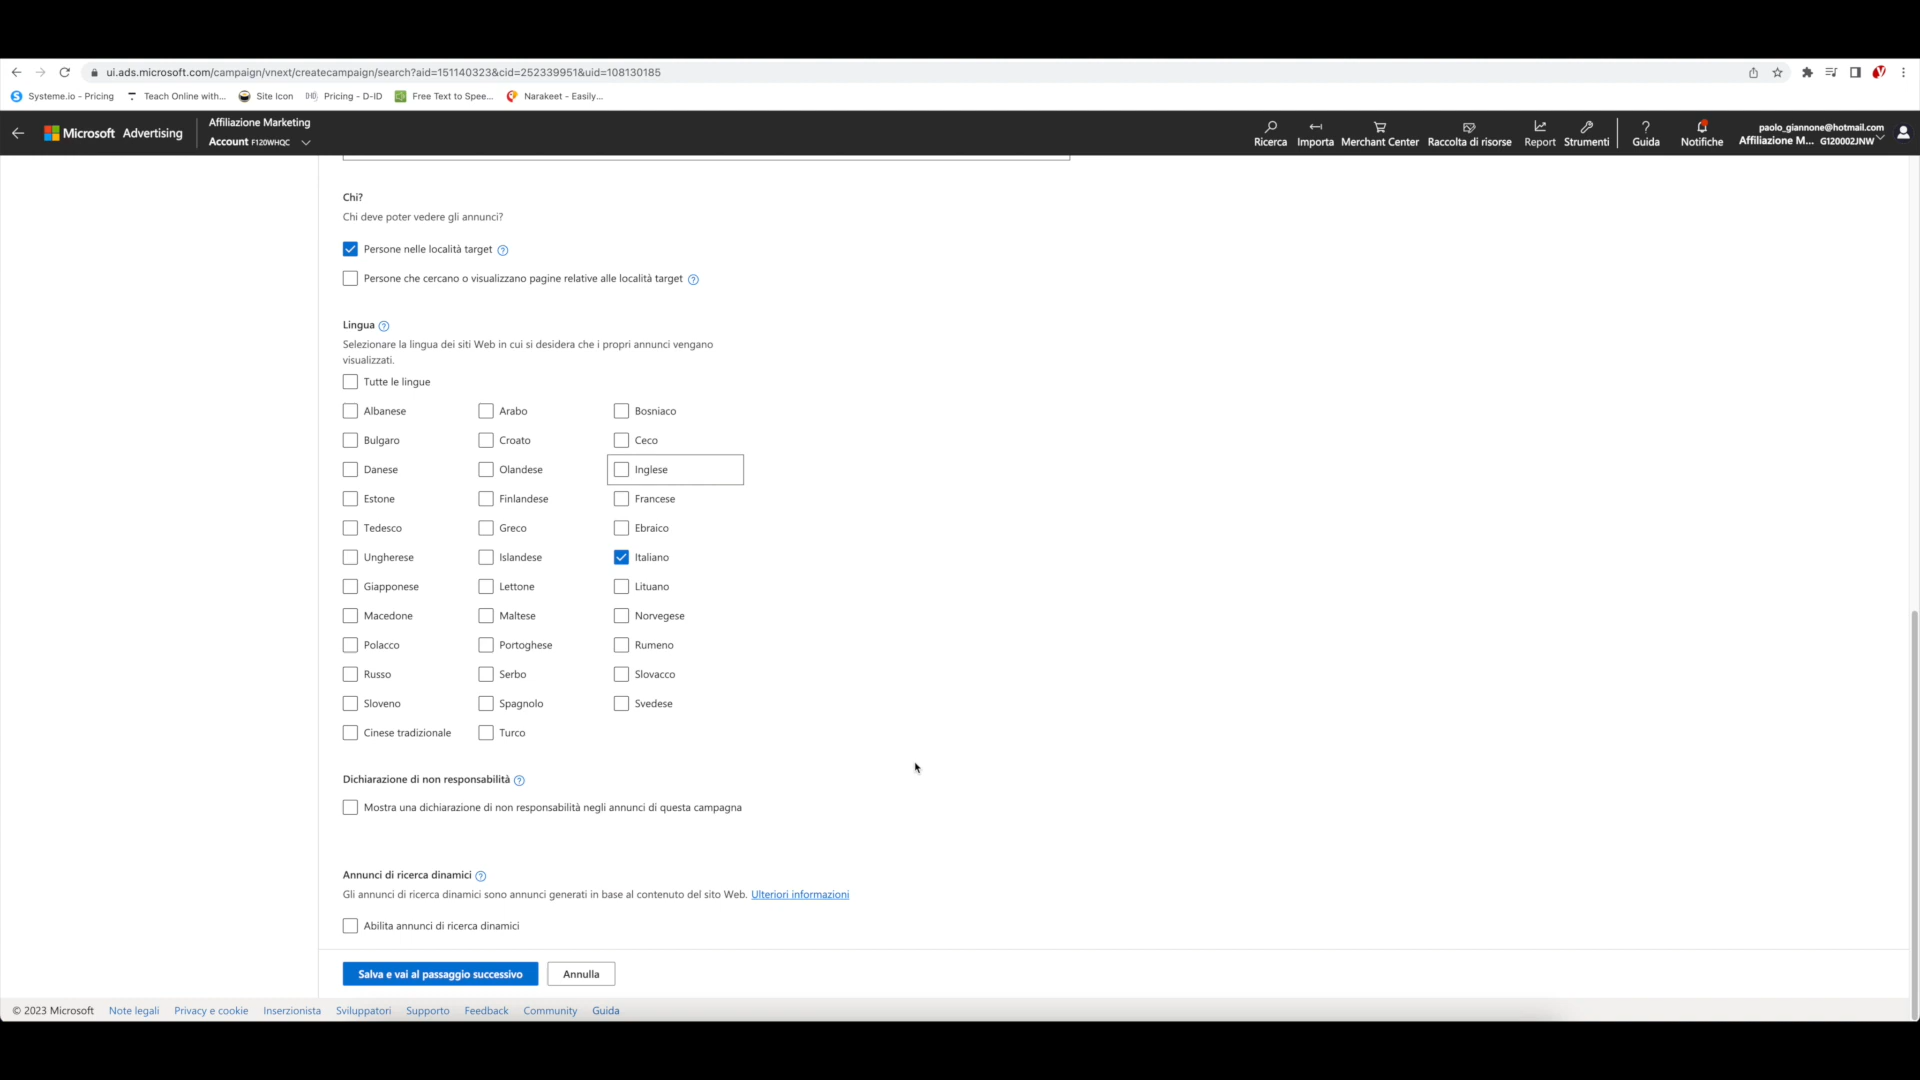 ui.ads.microsoft.com/campaign/vnext/createcampaign/search?aid=151140323&cid=252339951&uid=108130185
Systeme.io - Pricing
Teach Online with...
Site Icon
Pricing - D-ID
Free Text to Spee...
Narakeet - Easily...
Microsoft Advertising
Affiliazione Marketing
Account F120WHQC
Ricerca
Importa
Merchant Center
Raccolta di risorse
Report
Strumenti
Guida
Notifiche
paolo_giannone@hotmail.com
Affiliazione M... G120002JNW
Chi?
Chi deve poter vedere gli annunci?
Persone nelle località target
Persone che cercano o visualizzano pagine relative alle località target
Lingua
Selezionare la lingua dei siti Web in cui si desidera che i propri annunci vengano
visualizzati.
Tutte le lingue
Albanese Arabo Bosniaco
Bulgaro Croato Ceco
Danese Olandese Inglese
Estone Finlandese Francese
Tedesco Greco Ebraico
Ungherese Islandese Italiano
Giapponese Lettone Lituano
Macedone Maltese Norvegese
Polacco Portoghese Rumeno
Russo Serbo Slovacco
Sloveno Spagnolo Svedese
Cinese tradizionale Turco
Dichiarazione di non responsabilità
Mostra una dichiarazione di non responsabilità negli annunci di questa campagna
Annunci di ricerca dinamici
Gli annunci di ricerca dinamici sono annunci generati in base al contenuto del sito Web. Ulteriori informazioni
Abilita annunci di ricerca dinamici
Salva e vai al passaggio successivo Annulla
© 2023 Microsoft Note legali Privacy e cookie Inserzionista Sviluppatori Supporto Feedback Community Guida